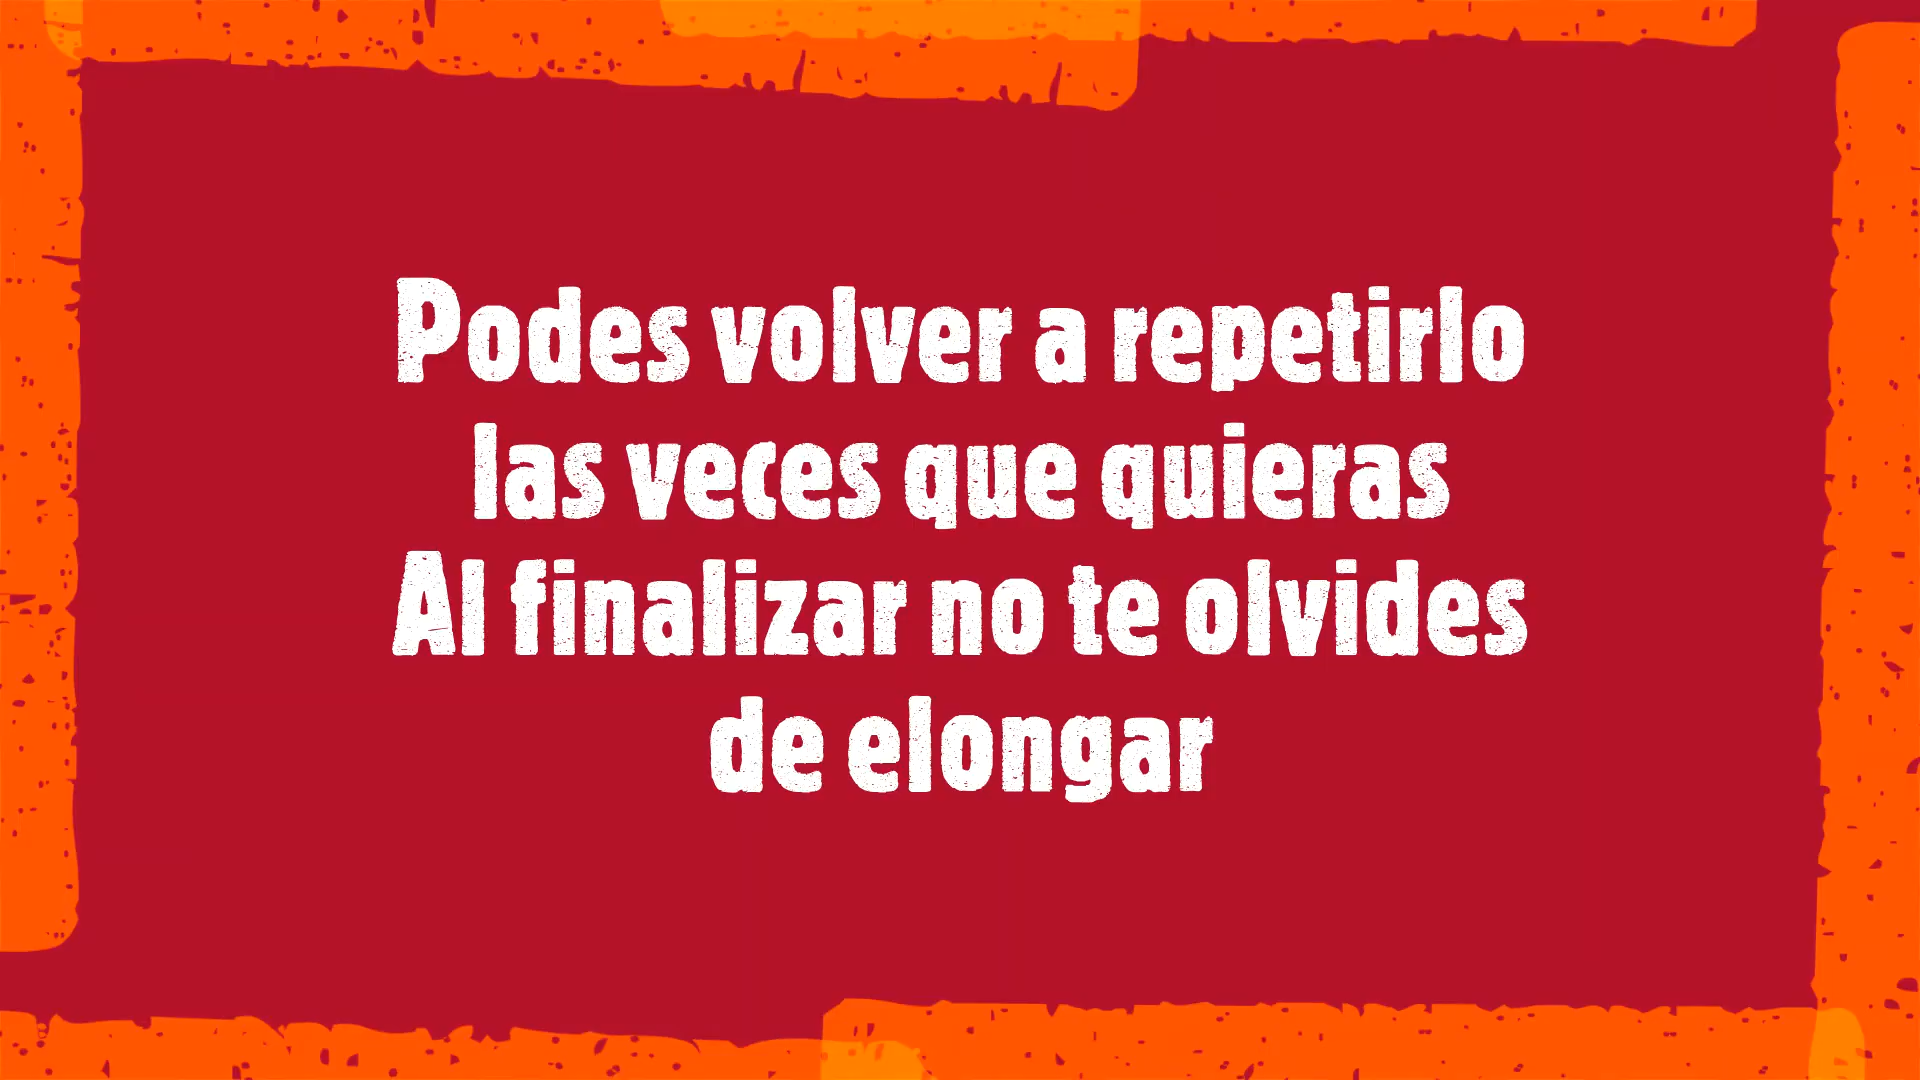 Podes volver a repetirlo
las veces que quieras
Al finalizar no te olvides
de elongar